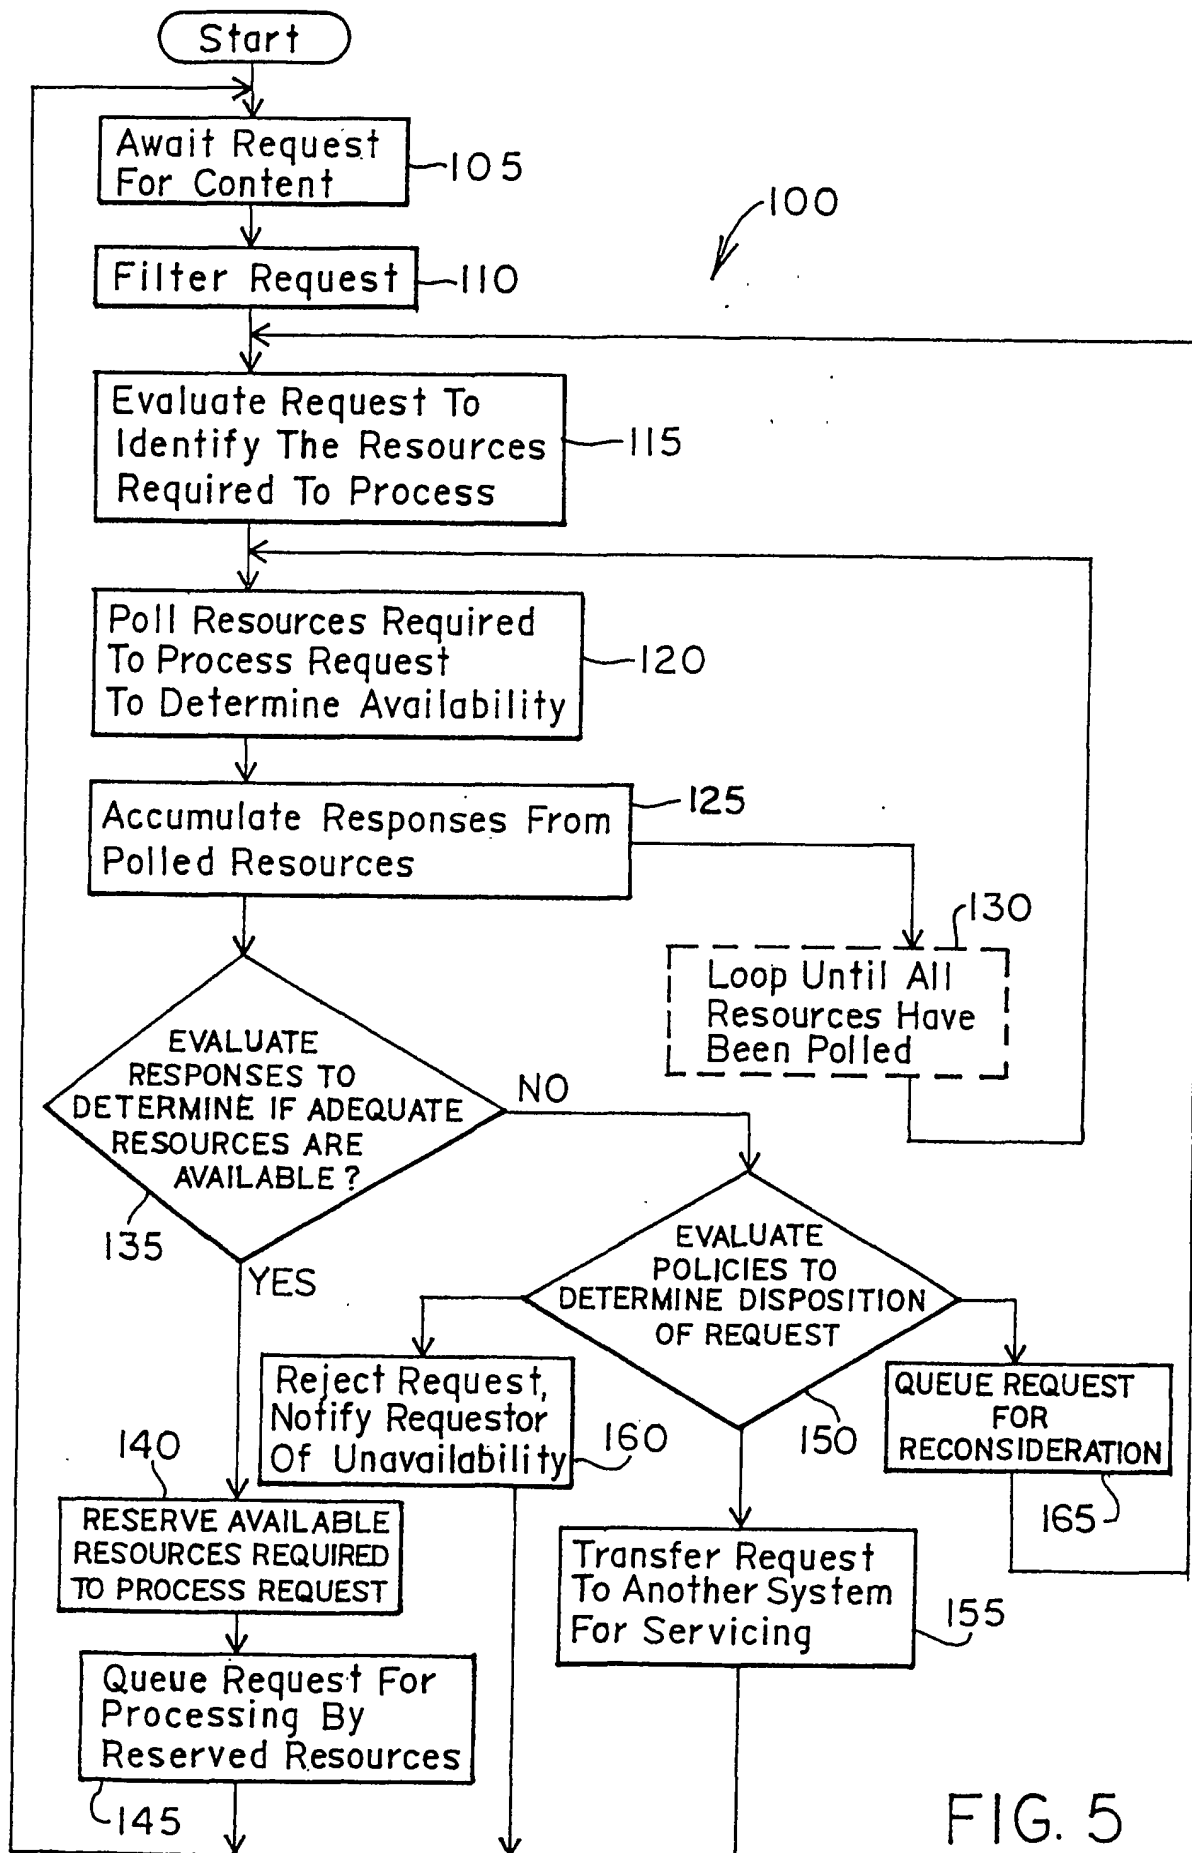 Start
Await Request
For Content
105
100
Filter Request
110
Evaluate Request To
Identify The Resources
Required To Process
115
Poll Resources Required
To Process Request
To Determine Availability
120
Accumulate Responses From
Polled Resources
125
130
Loop Until All
Resources Have
Been Polled
EVALUATE
RESPONSES TO
DETERMINE IF ADEQUATE
RESOURCES ARE
AVAILABLE?
135
NO
YES
EVALUATE
POLICIES TO
DETERMINE DISPOSITION
OF REQUEST
150
Reject Request,
Notify Requestor
Of Unavailability
160
QUEUE REQUEST
FOR
RECONSIDERATION
165
140
RESERVE AVAILABLE
RESOURCES REQUIRED
TO PROCESS REQUEST
Transfer Request
To Another System
For Servicing
155
Queue Request For
Processing By
Reserved Resources
145
FIG. 5